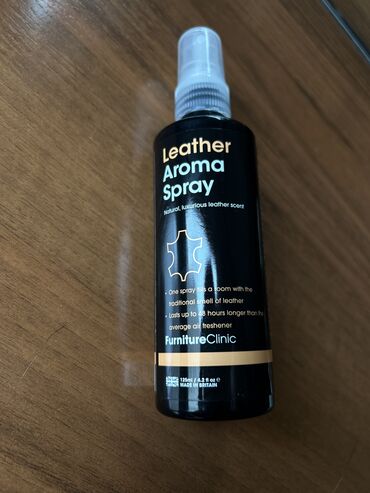 Leather
Aroma
Spray
Natural, luxurious leather scent
• One spray fills a room with the
traditional smell of leather
• Lasts up to 48 hours longer than the
average air freshener
FurnitureClinic
125ml / 4.2 fl oz e
MADE IN BRITAIN